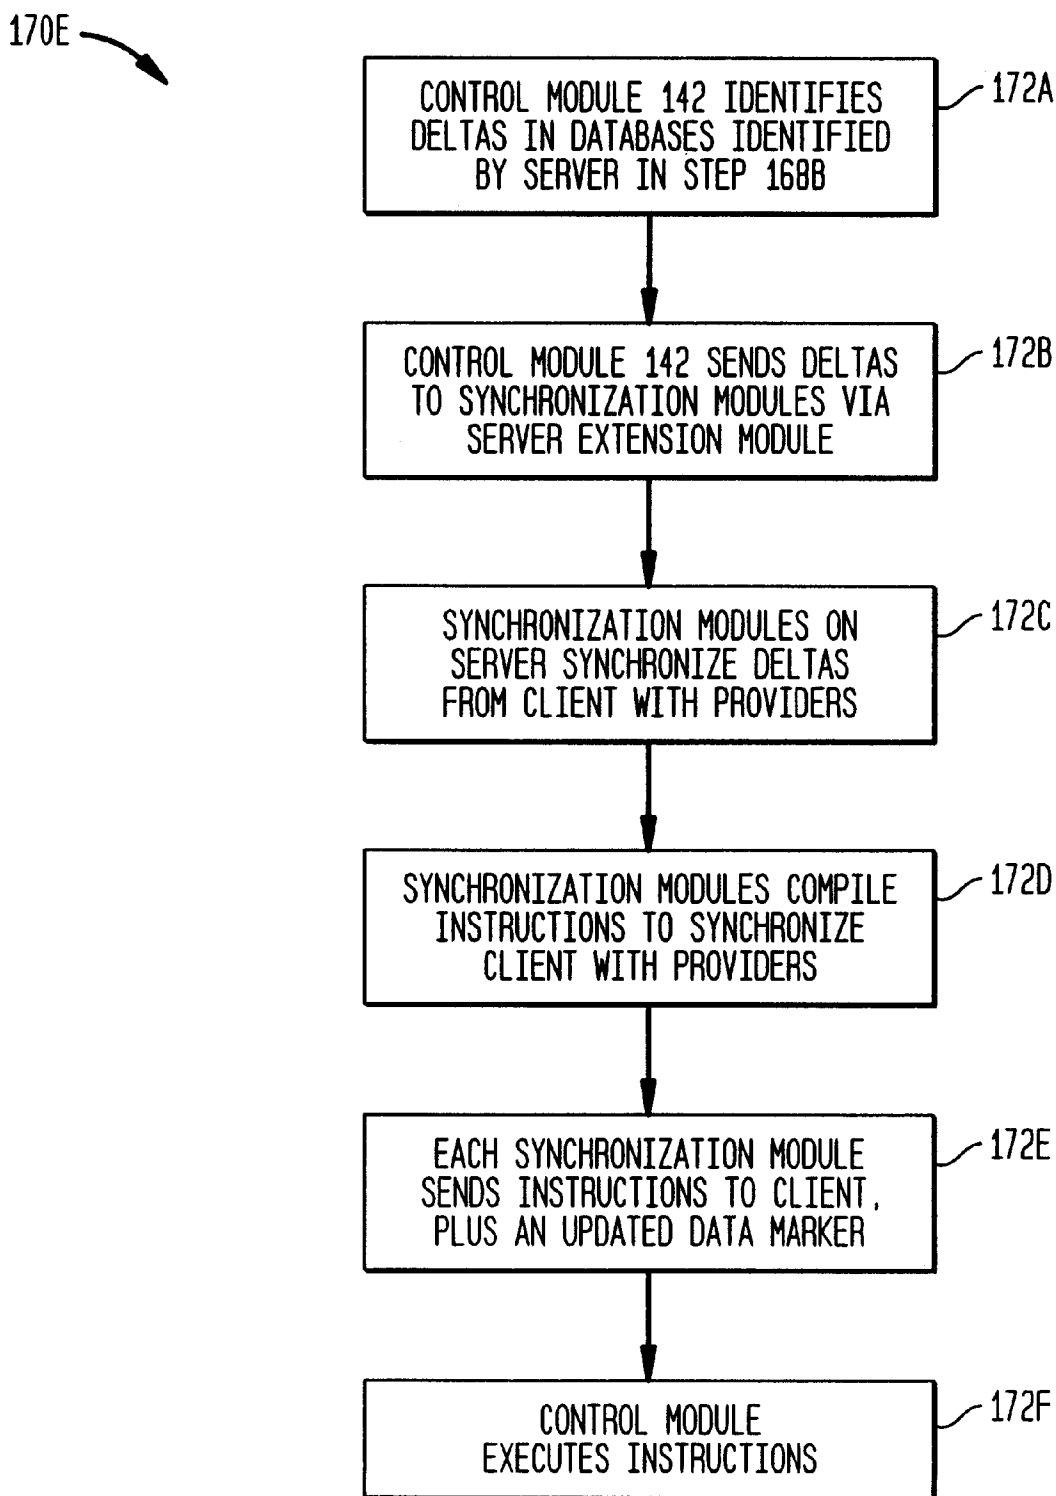 170E
CONTROL MODULE 142 IDENTIFIES
DELTAS IN DATABASES IDENTIFIED
BY SERVER IN STEP 168B
172A
CONTROL MODULE 142 SENDS DELTAS
TO SYNCHRONIZATION MODULES VIA
SERVER EXTENSION MODULE
172B
SYNCHRONIZATION MODULES ON
SERVER SYNCHRONIZE DELTAS
FROM CLIENT WITH PROVIDERS
172C
SYNCHRONIZATION MODULES COMPILE
INSTRUCTIONS TO SYNCHRONIZE
CLIENT WITH PROVIDERS
172D
EACH SYNCHRONIZATION MODULE
SENDS INSTRUCTIONS TO CLIENT,
PLUS AN UPDATED DATA MARKER
172E
CONTROL MODULE
EXECUTES INSTRUCTIONS
172F